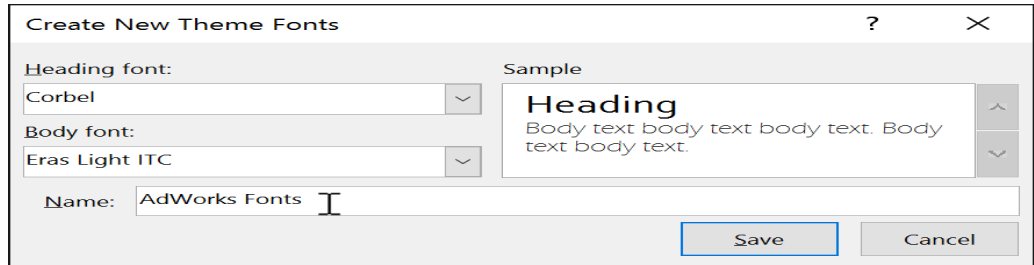 Create New Theme Fonts
?
Heading font:
Corbel
Body font:
Eras Light ITC
Sample
Heading
Body text body text body text. Body
text body text.
Name:
AdWorks Fonts
Save
Cancel